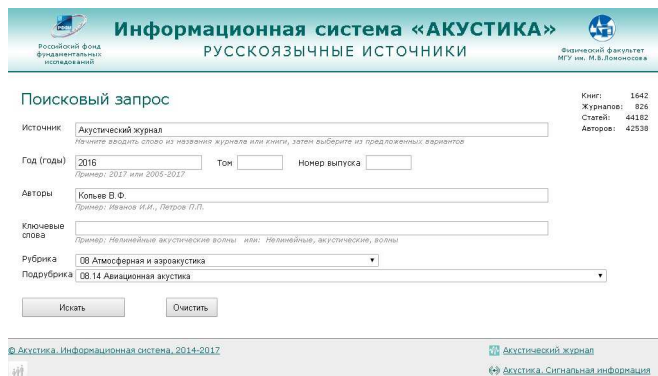 Информационная система «АКУСТИКА»
РУССКОЯЗЫЧНЫЕ ИСТОЧНИКИ
Российский фонд
фундаментальных
исследований
Физический факультет
МГУ им. М.В.Ломоносова
Поисковый запрос
Книг: 1642
Журналов: 826
Статей: 44182
Авторов: 42538
Источник Акустический журнал
Начните вводить слово из названия журнала или книги, затем выберите из предложенных вариантов
Год (годы) 2016 Том Номер выпуска
Пример: 2017 или 2005-2017
Авторы Копьев В.Ф.
Пример: Иванов И.И., Петров П.П.
Ключевые
слова
Пример: Нелинейные акустические волны или: Нелинейные, акустические, волны
Рубрика 08 Атмосферная и аэроакустика
Подрубрика 08.14 Авиационная акустика
Искать Очистить
© Акустика. Информационная система, 2014-2017
Акустический журнал
Акустика. Сигнальная информация